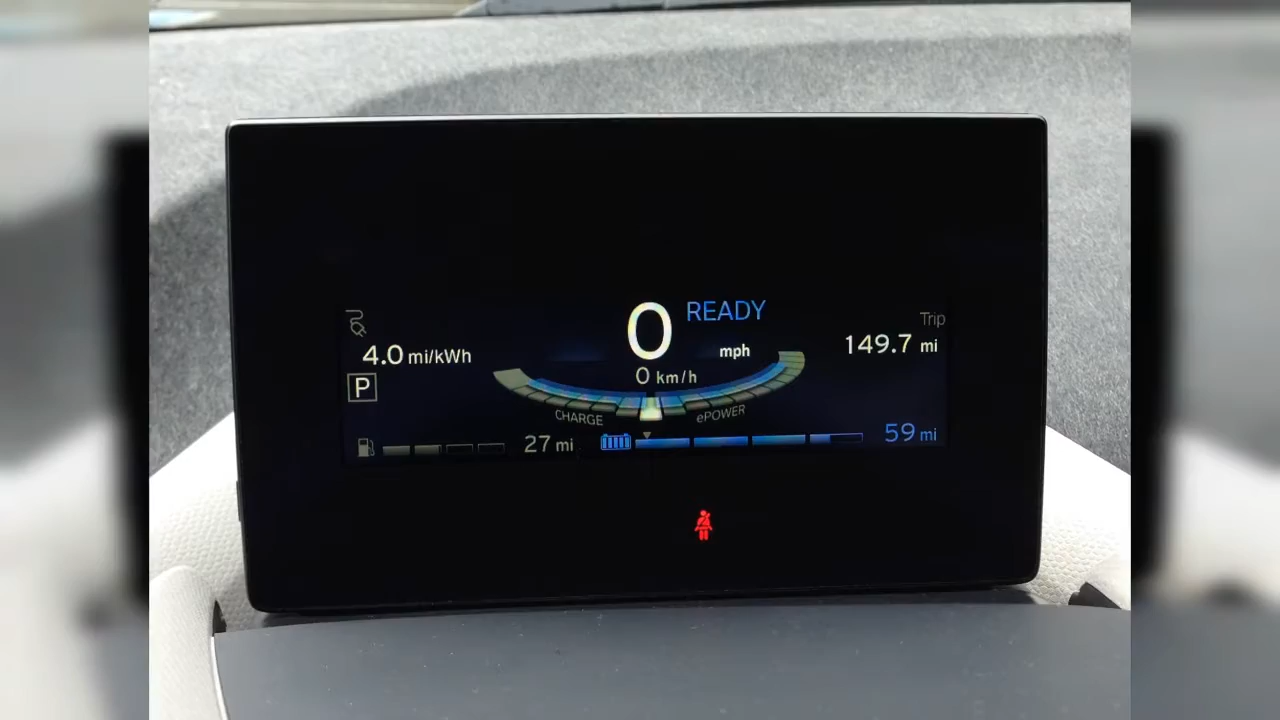 0 READY
mph
Trip
4.0 mi/kWh
149.7 mi
0 km/h
P
CHARGE
ePOWER
27 mi
59 mi